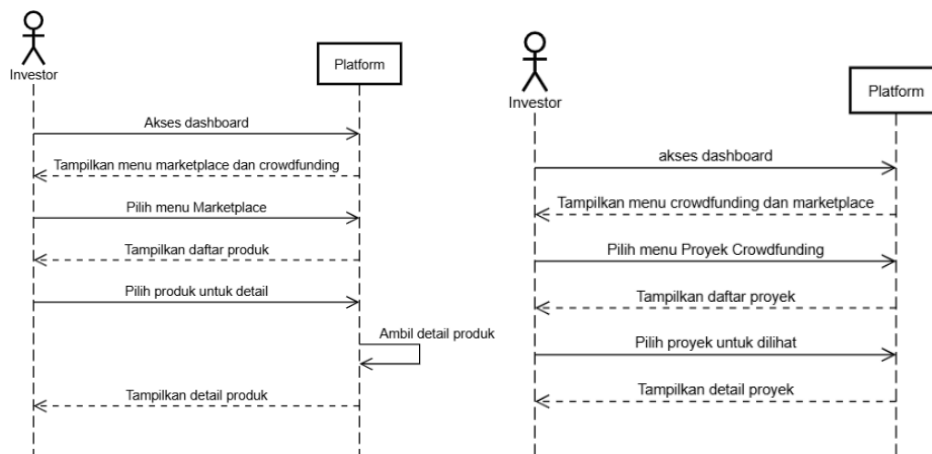 Investor
Platform
Akses dashboard
Tampilkan menu marketplace dan crowdfunding
Pilih menu Marketplace
Tampilkan daftar produk
Pilih produk untuk detail
Ambil detail produk
Tampilkan detail produk
Investor
Platform
akses dashboard
Tampilkan menu crowdfunding dan marketplace
Pilih menu Proyek Crowdfunding
Tampilkan daftar proyek
Pilih proyek untuk dilihat
Tampilkan detail proyek